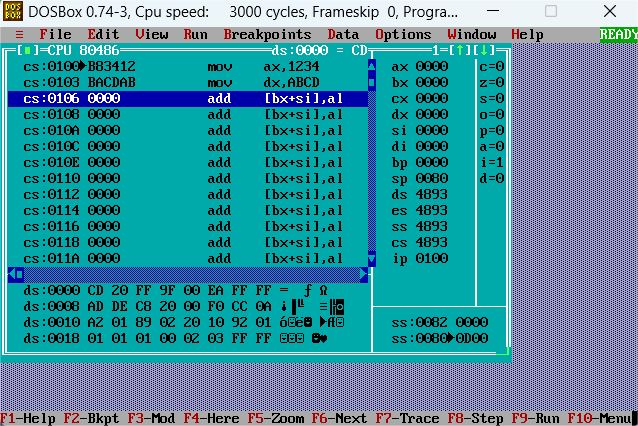 DOSBox 0.74-3, Cpu speed: 3000 cycles, Frameskip 0, Progra...
≡ File Edit View Run Breakpoints Data Options Window Help READY
[■]=CPU 80486 ds:0000 = CD 1=[↑][↓]
cs:0100►B83412 mov ax,1234 ax 0000 c=0
cs:0103 BACDAB mov dx,ABCD bx 0000 z=0
cs:0106 0000 add [bx+si],al cx 0000 s=0
cs:0108 0000 add [bx+si],al dx 0000 o=0
cs:010A 0000 add [bx+si],al si 0000 p=0
cs:010C 0000 add [bx+si],al di 0000 a=0
cs:010E 0000 add [bx+si],al bp 0000 i=1
cs:0110 0000 add [bx+si],al sp 0080 d=0
cs:0112 0000 add [bx+si],al ds 4893
cs:0114 0000 add [bx+si],al es 4893
cs:0116 0000 add [bx+si],al ss 4893
cs:0118 0000 add [bx+si],al cs 4893
cs:011A 0000 add [bx+si],al ip 0100
ds:0000 CD 20 FF 9F 00 EA FF FF = ƒ Ω
ds:0008 AD DE C8 20 00 F0 CC 0A ¡▐╚ ≡╠◙
ds:0010 A2 01 89 02 20 10 92 01 ó☺ë☻ ►Æ☺ ss:0082 0000
ds:0018 01 01 01 00 02 03 FF FF ☺☺☺ ☻♥ ss:0080►0D00
F1-Help F2-Bkpt F3-Mod F4-Here F5-Zoom F6-Next F7-Trace F8-Step F9-Run F10-Menu